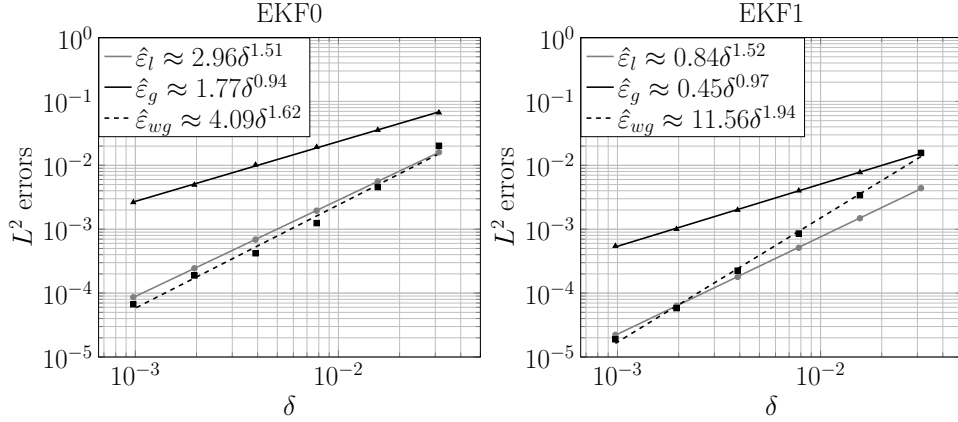 EKF0
10^0
10^{-1}
10^{-2}
10^{-3}
10^{-4}
10^{-5}
L^2 errors
ε̂_l ≈ 2.96δ^{1.51}
ε̂_g ≈ 1.77δ^{0.94}
ε̂_{wg} ≈ 4.09δ^{1.62}
10^{-3}
10^{-2}
δ
EKF1
10^0
10^{-1}
10^{-2}
10^{-3}
10^{-4}
10^{-5}
L^2 errors
ε̂_l ≈ 0.84δ^{1.52}
ε̂_g ≈ 0.45δ^{0.97}
ε̂_{wg} ≈ 11.56δ^{1.94}
10^{-3}
10^{-2}
δ